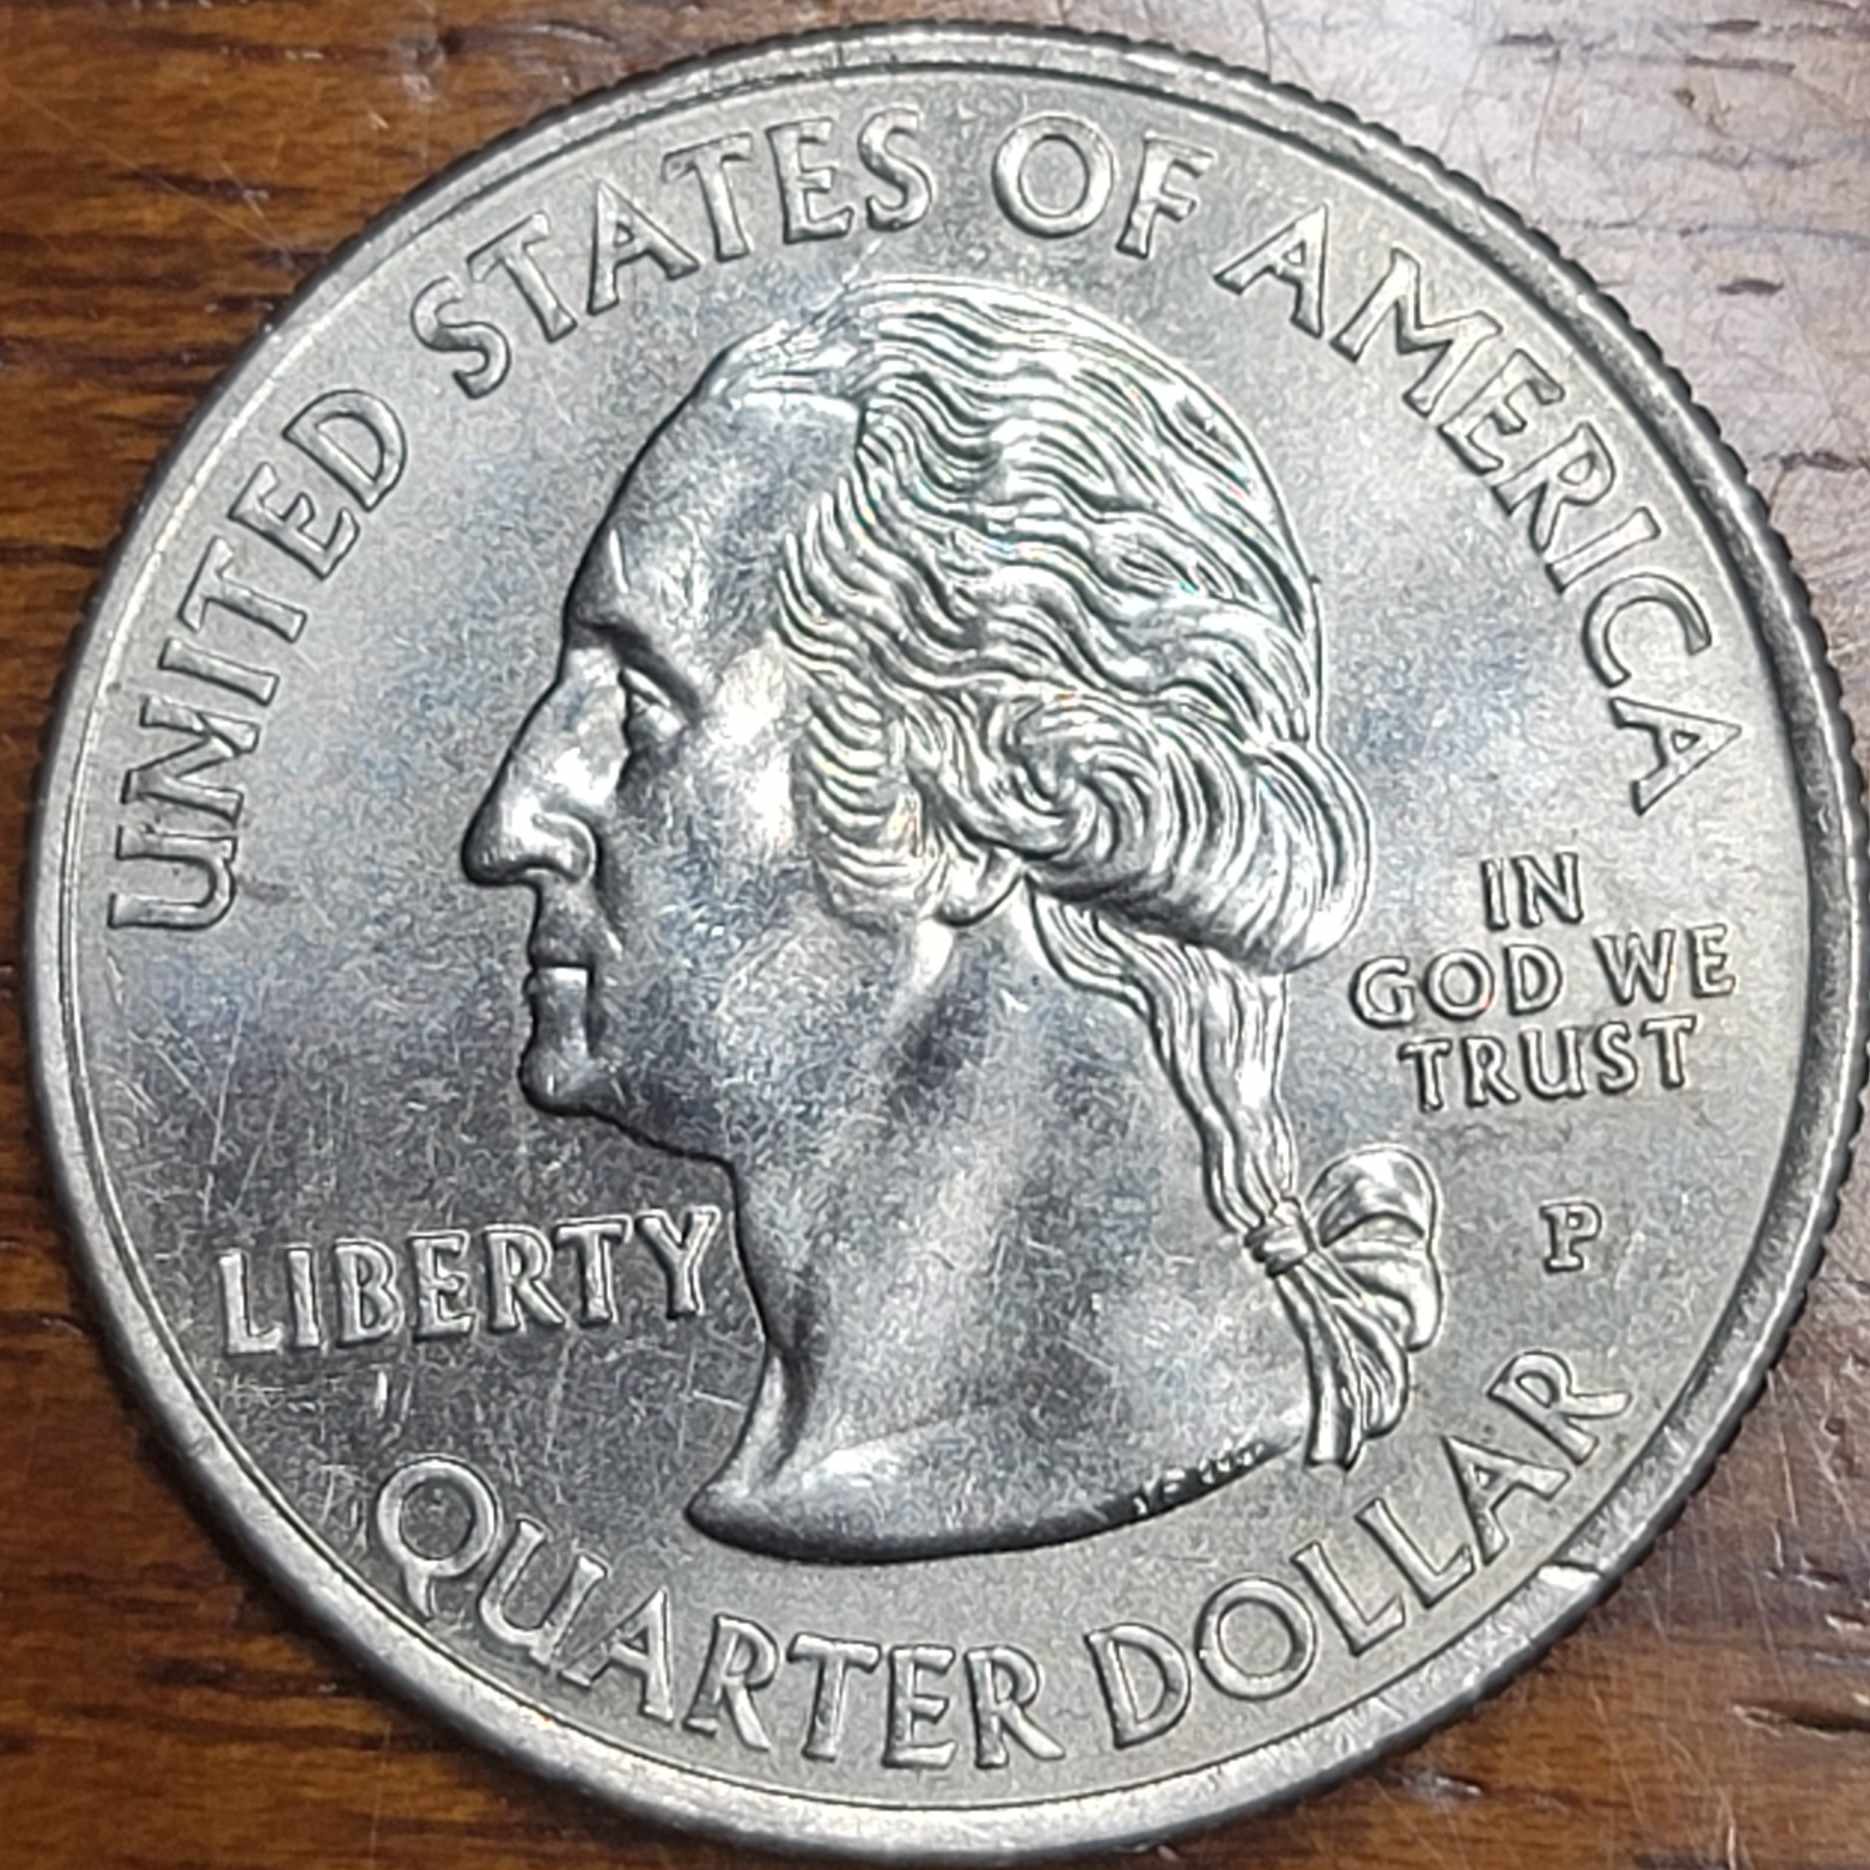 UNITED STATES OF AMERICA
LIBERTY
IN
GOD WE
TRUST
P
QUARTER DOLLAR